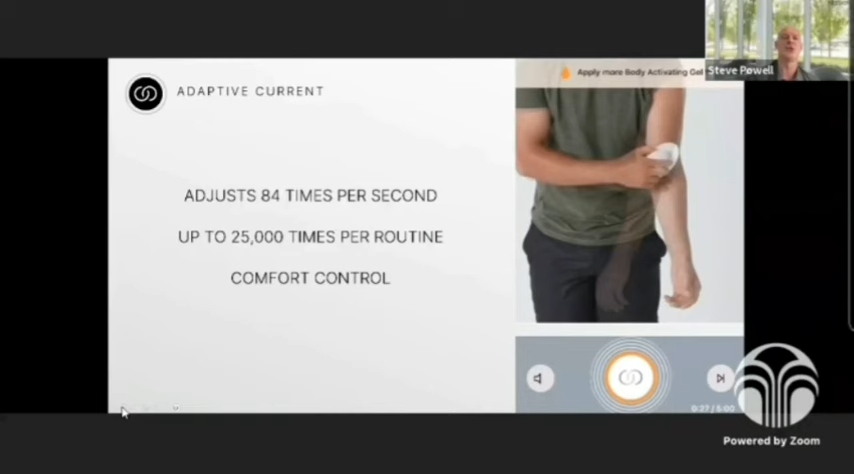 Steve Powell
Apply more Body Activating Gel
ADAPTIVE CURRENT
ADJUSTS 84 TIMES PER SECOND
UP TO 25,000 TIMES PER ROUTINE
COMFORT CONTROL
0:27 / 5:00
Powered by Zoom